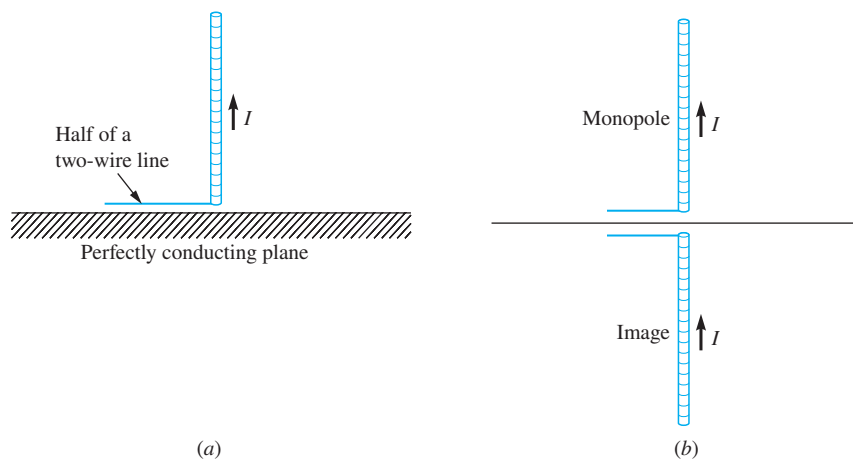 I
Half of a
two-wire line
Perfectly conducting plane
(a)
Monopole
I
Image
I
(b)